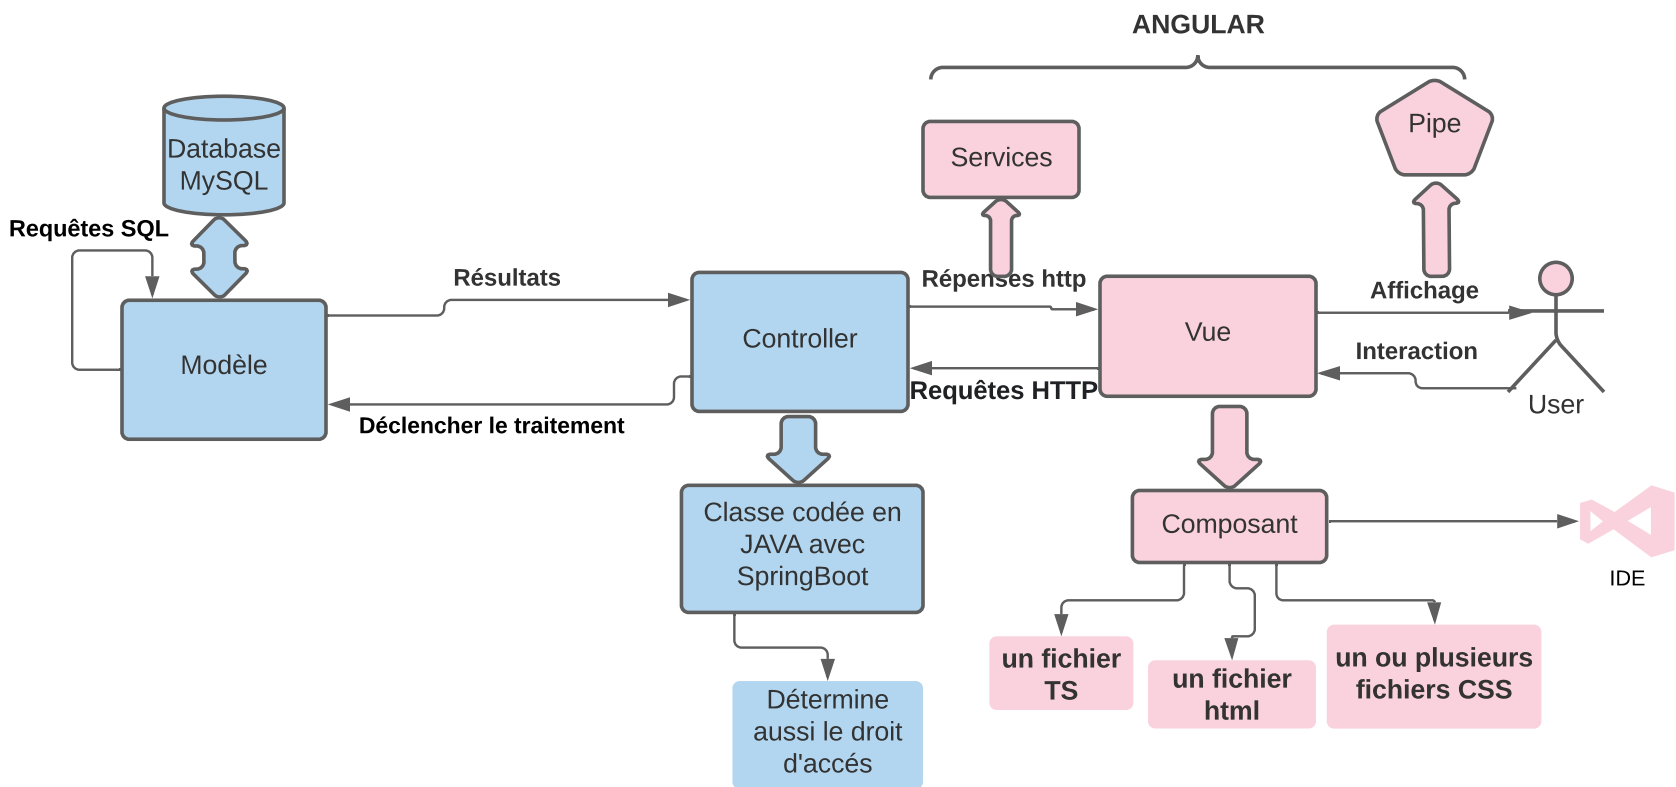 ANGULAR
Database
MySQL
Services
Pipe
Requêtes SQL
Résultats
Répenses http
Affichage
Modèle
Controller
Vue
Interaction
Requêtes HTTP
User
Déclencher le traitement
Classe codée en
JAVA avec
SpringBoot
Composant
IDE
un fichier
TS
un fichier
html
un ou plusieurs
fichiers CSS
Détermine
aussi le droit
d'accés